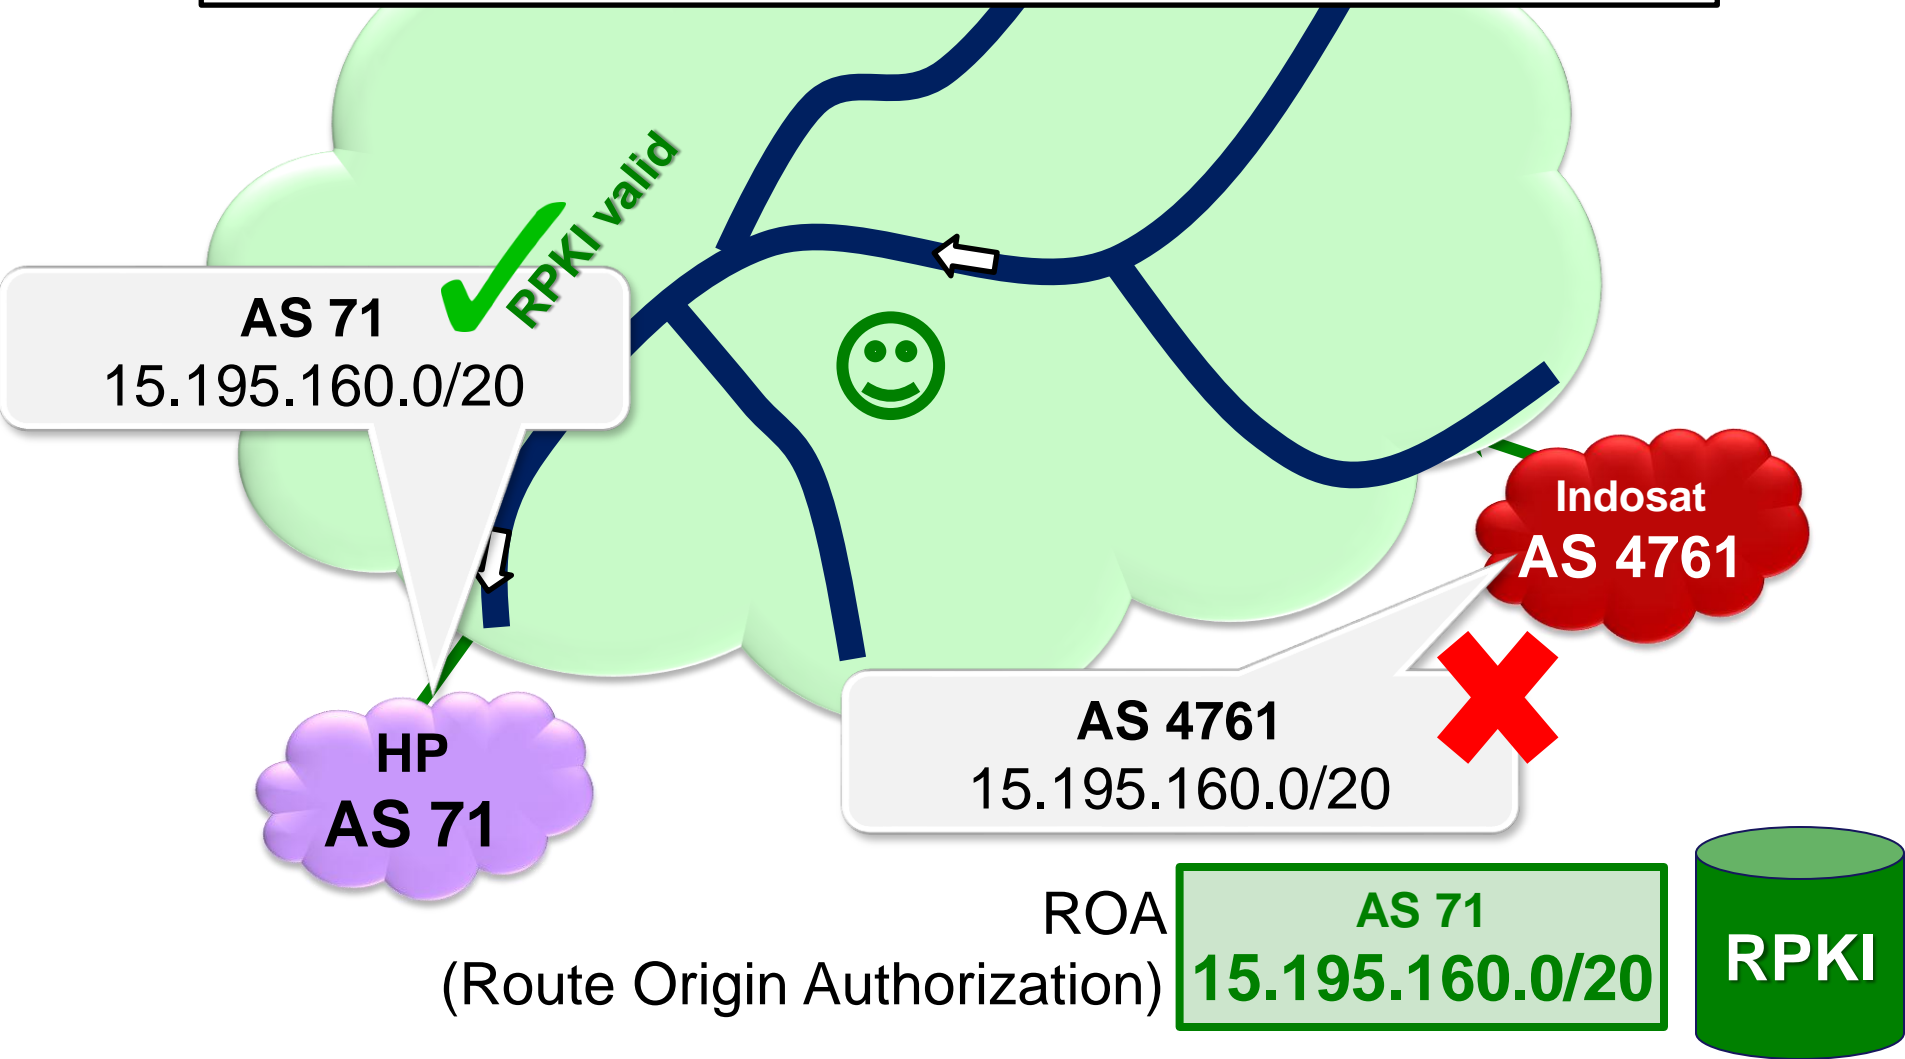 RPKI valid
AS 71
15.195.160.0/20
Indosat
AS 4761
AS 4761
15.195.160.0/20
HP
AS 71
ROA
(Route Origin Authorization)
AS 71
15.195.160.0/20
RPKI